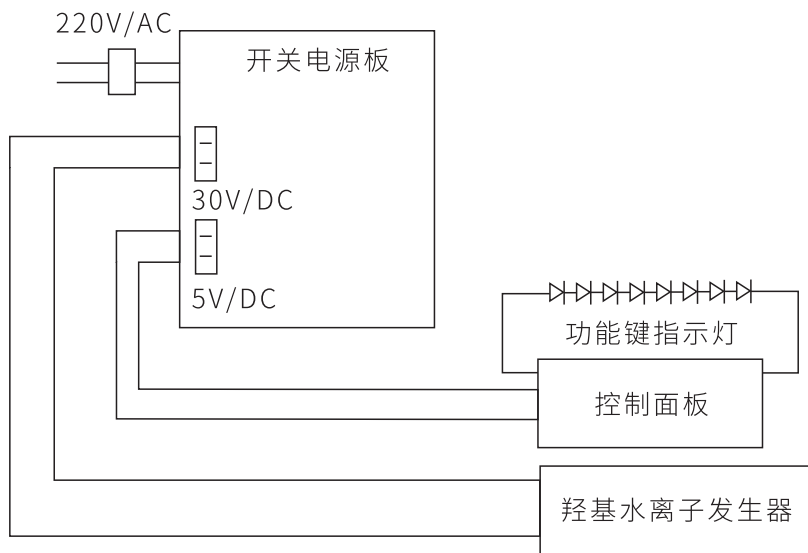 220V/AC
开关电源板
30V/DC
5V/DC
功能键指示灯
控制面板
羟基水离子发生器